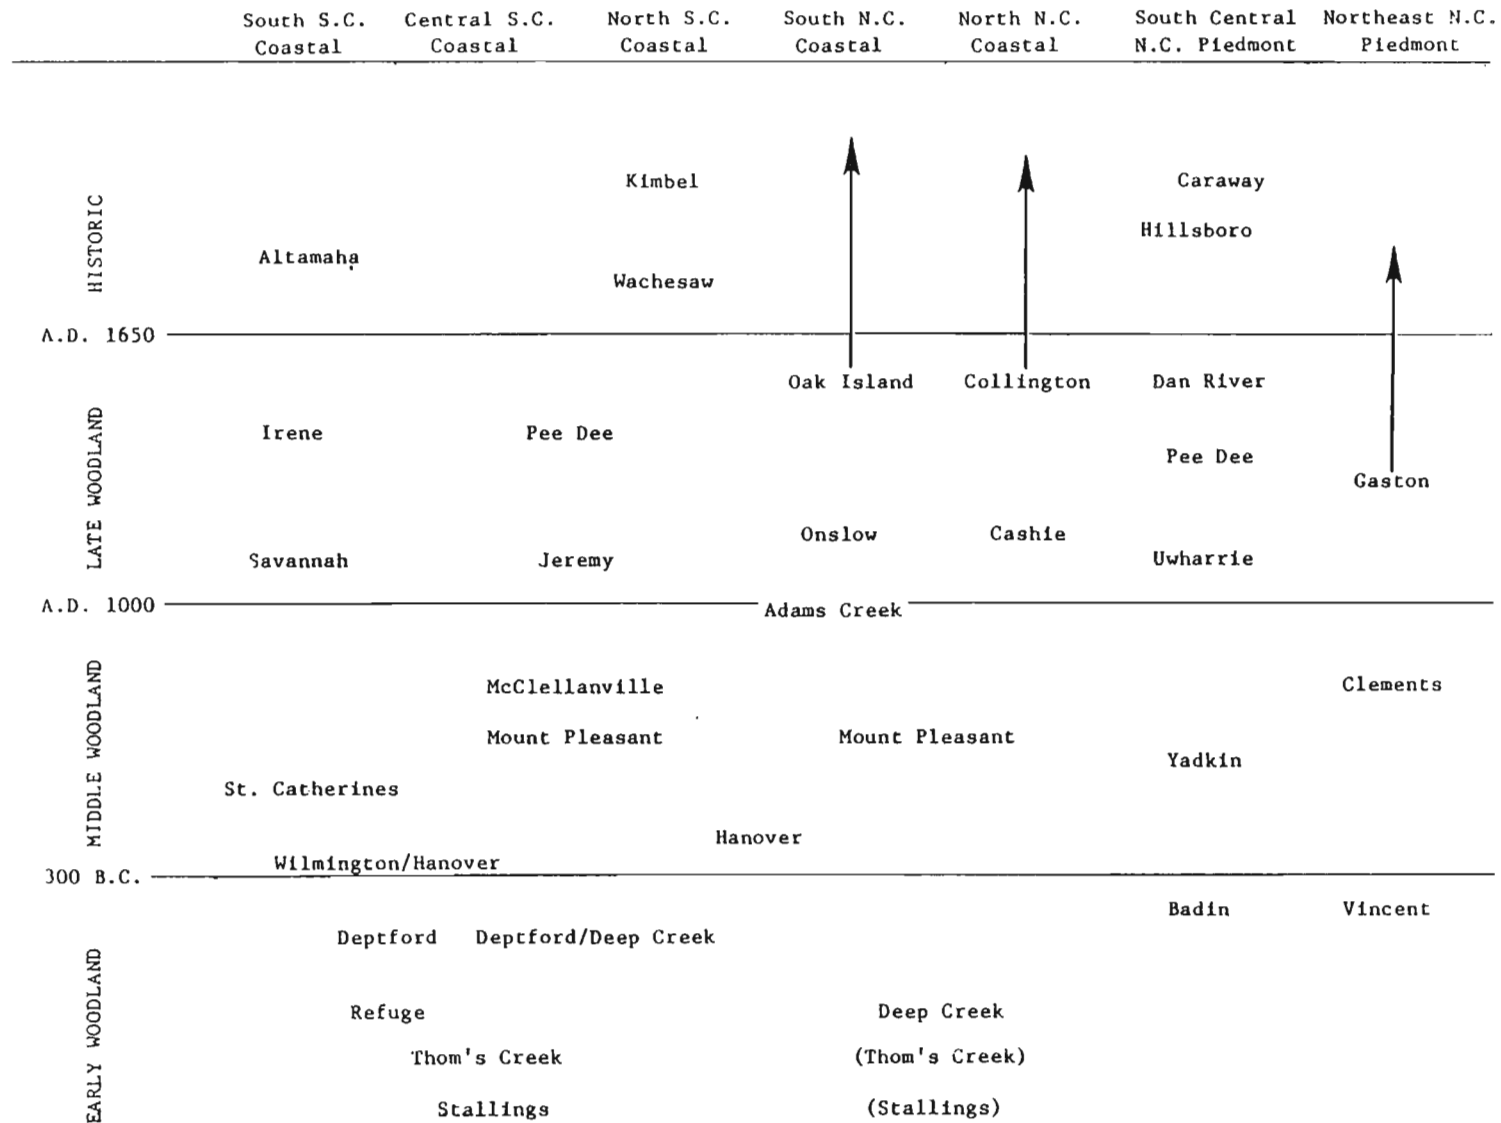 South S.C. Central S.C. North S.C. South N.C. North N.C. South Central Northeast N.C.
Coastal Coastal Coastal Coastal Coastal N.C. Piedmont Piedmont
HISTORIC
Kimbel Caraway
Hillsboro
Altamaha
Wachesaw
A.D. 1650
LATE WOODLAND
Oak Island Collington Dan River
Irene Pee Dee
Pee Dee
Gaston
Onslow Cashie
Savannah Jeremy Uwharrie
A.D. 1000
Adams Creek
MIDDLE WOODLAND
McClellanville Clements
Mount Pleasant Mount Pleasant
Yadkin
St. Catherines
Hanover
Wilmington/Hanover
300 B.C.
EARLY WOODLAND
Badin Vincent
Deptford Deptford/Deep Creek
Refuge Deep Creek
Thom's Creek (Thom's Creek)
Stallings (Stallings)